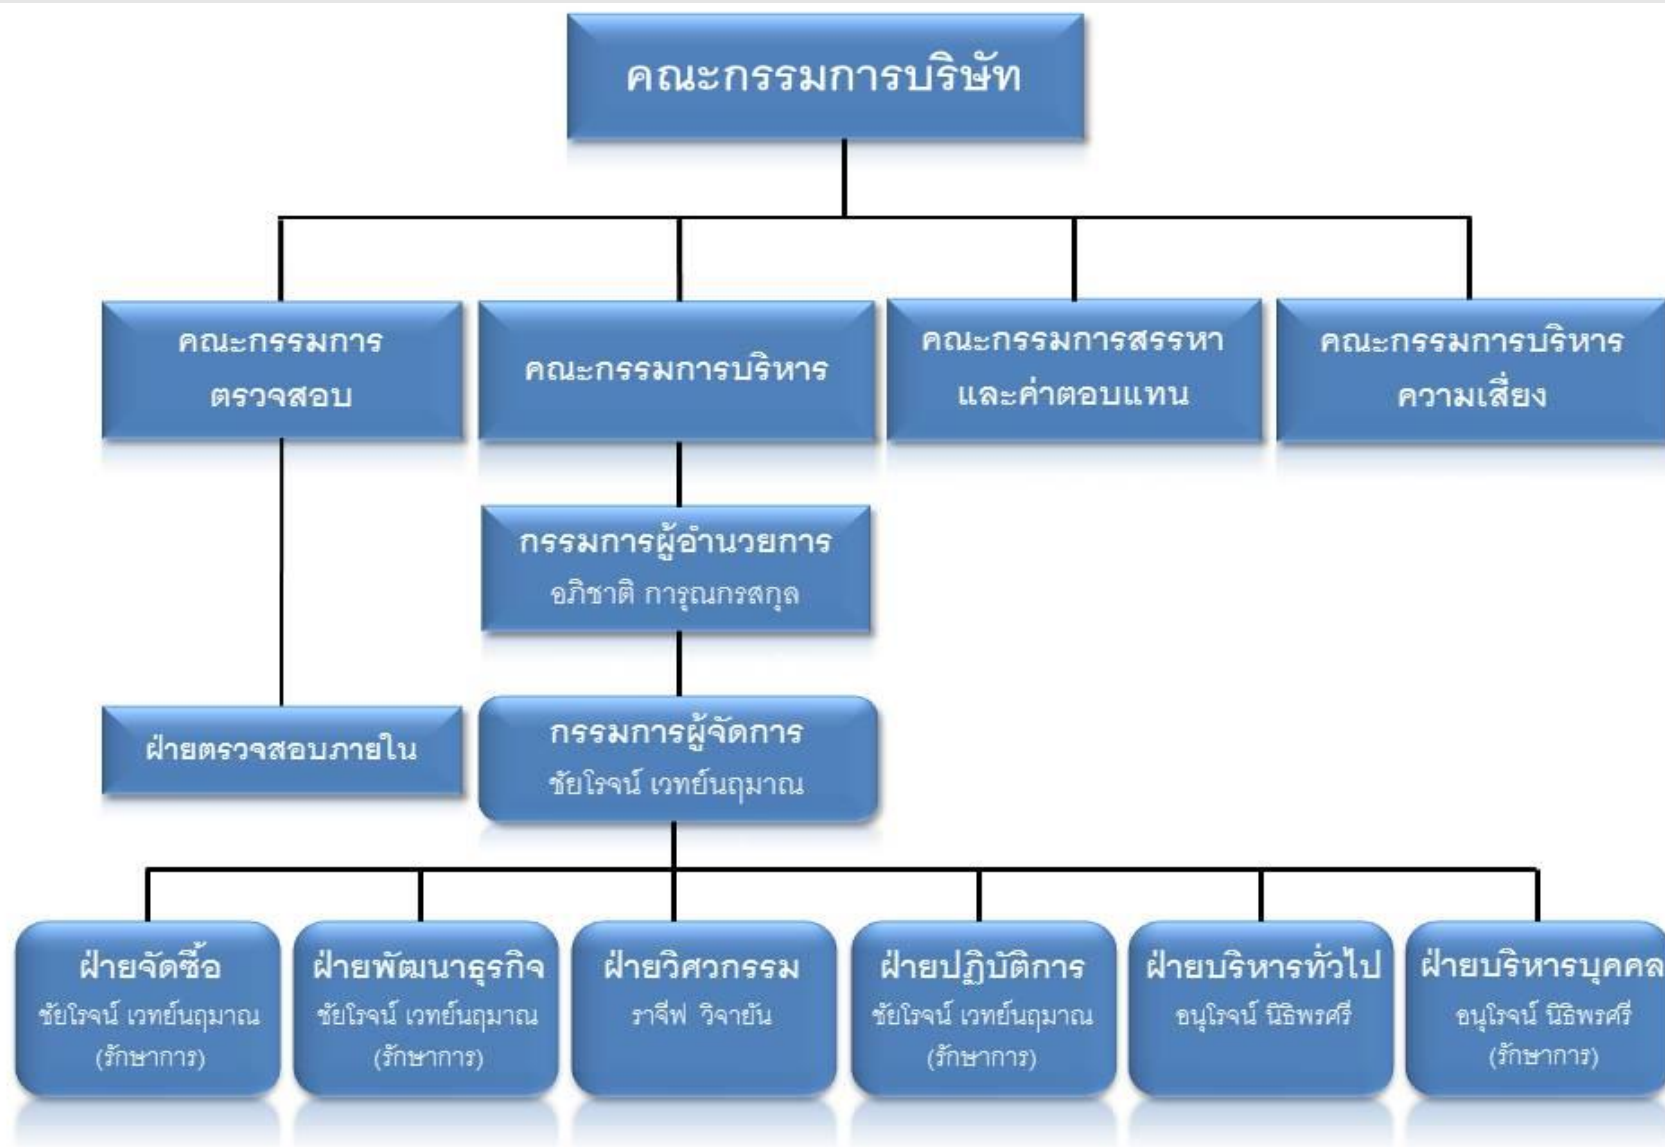 คณะกรรมการบริษัท
คณะกรรมการ
ตรวจสอบ
คณะกรรมการบริหาร
คณะกรรมการสรรหา
และค่าตอบแทน
คณะกรรมการบริหาร
ความเสี่ยง
กรรมการผู้อำนวยการ
อภิชาติ การุณกรสกุล
ฝ่ายตรวจสอบภายใน
กรรมการผู้จัดการ
ชัยโรจน์ เวทย์นฤมาณ
ฝ่ายจัดซื้อ
ชัยโรจน์ เวทย์นฤมาณ
(รักษาการ)
ฝ่ายพัฒนาธุรกิจ
ชัยโรจน์ เวทย์นฤมาณ
(รักษาการ)
ฝ่ายวิศวกรรม
ราจีฟ วิจายัน
ฝ่ายปฏิบัติการ
ชัยโรจน์ เวทย์นฤมาณ
(รักษาการ)
ฝ่ายบริหารทั่วไป
อนุโรจน์ นิธิพรศรี
ฝ่ายบริหารบุคคล
อนุโรจน์ นิธิพรศรี
(รักษาการ)